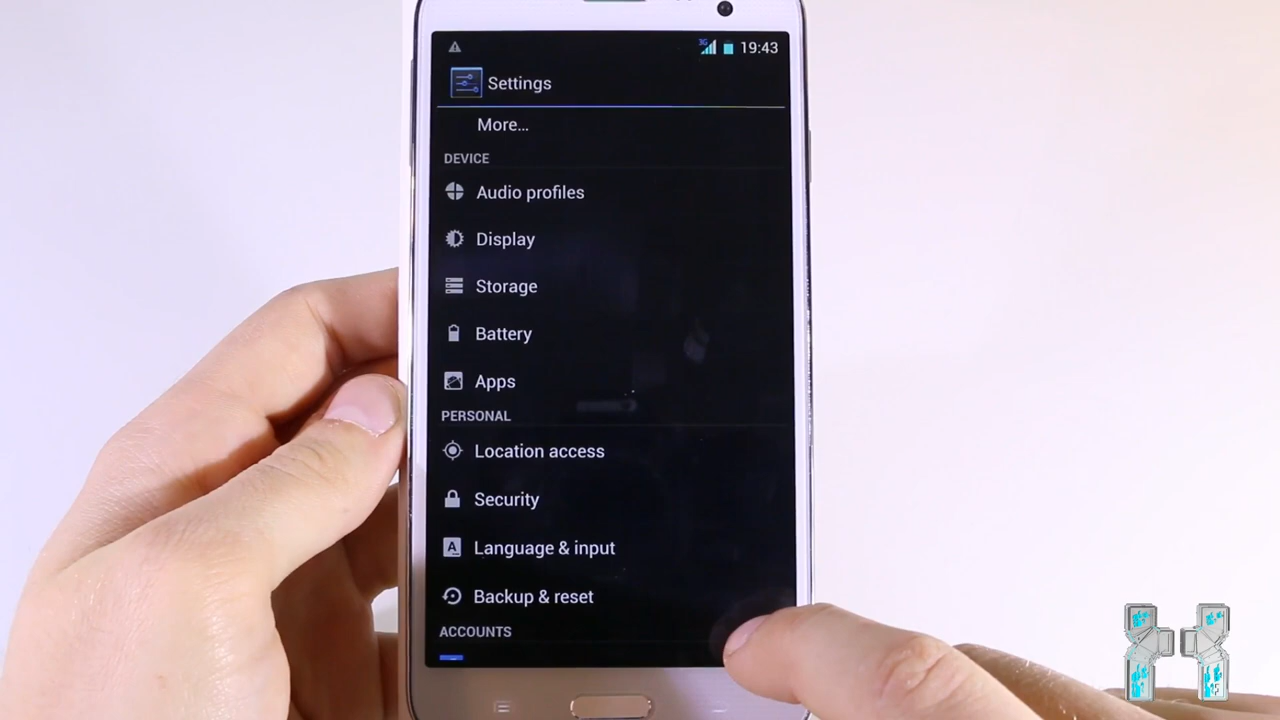 3G 19:43
Settings
More...
DEVICE
Audio profiles
Display
Storage
Battery
Apps
PERSONAL
Location access
Security
Language & input
Backup & reset
ACCOUNTS